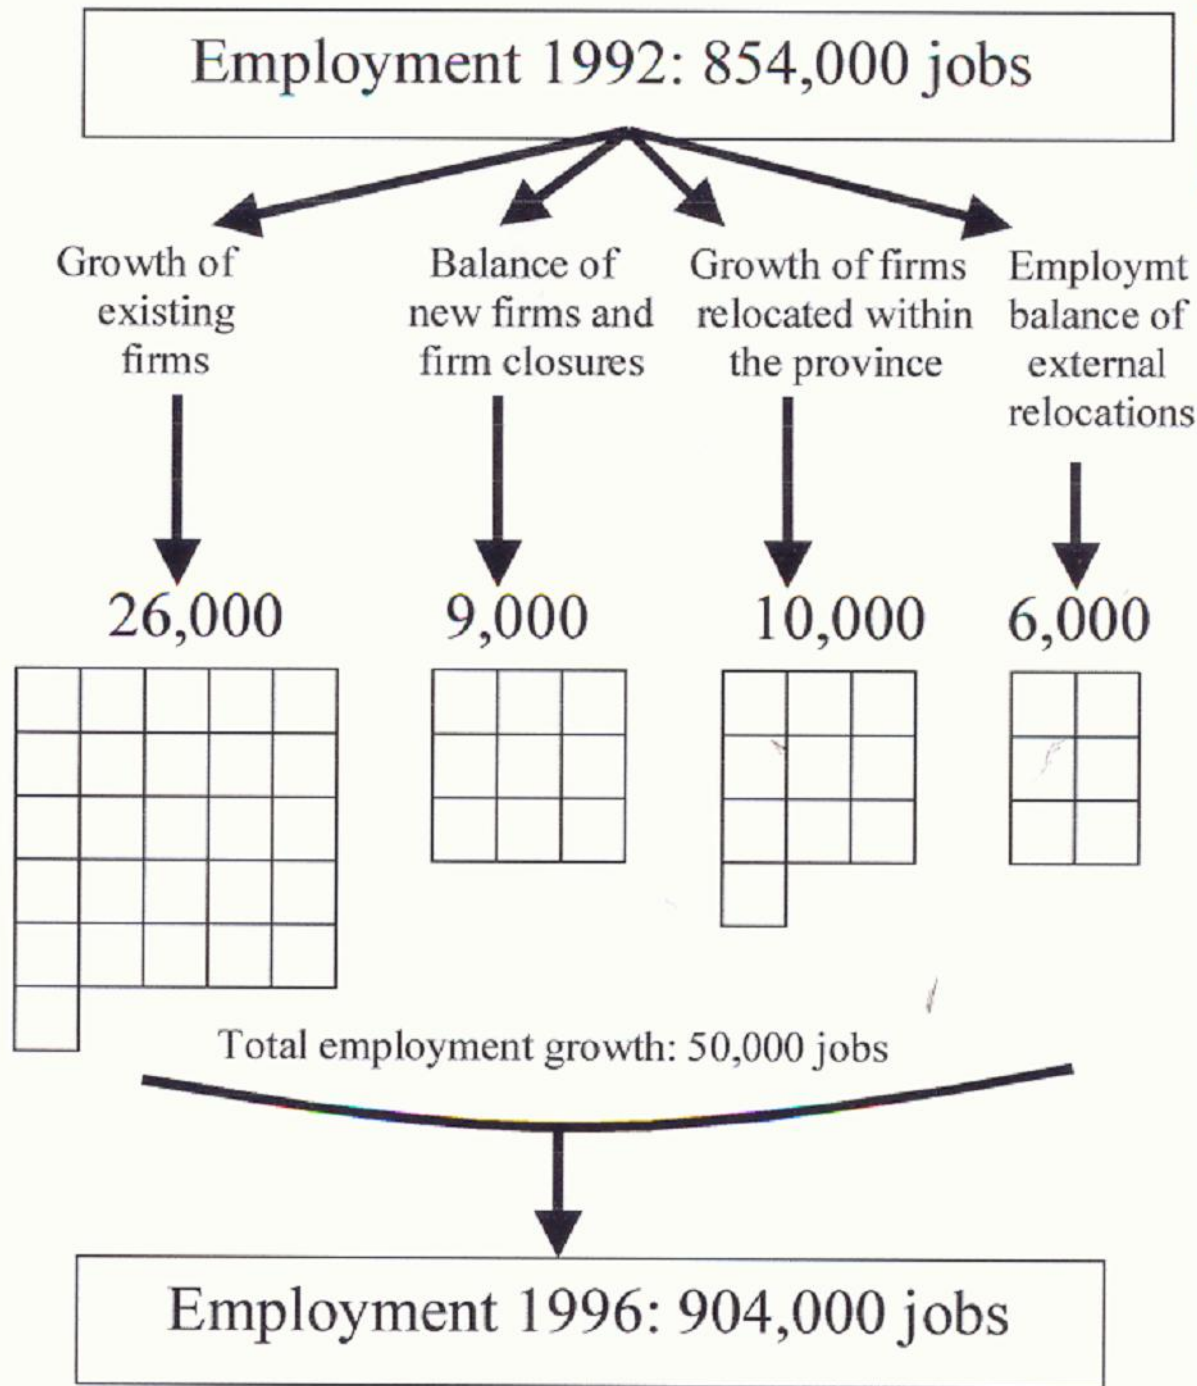 Employment 1992: 854,000 jobs
Growth of
existing
firms
Balance of
new firms and
firm closures
Growth of firms
relocated within
the province
Employmt
balance of
external
relocations
26,000
9,000
10,000
6,000
Total employment growth: 50,000 jobs
Employment 1996: 904,000 jobs